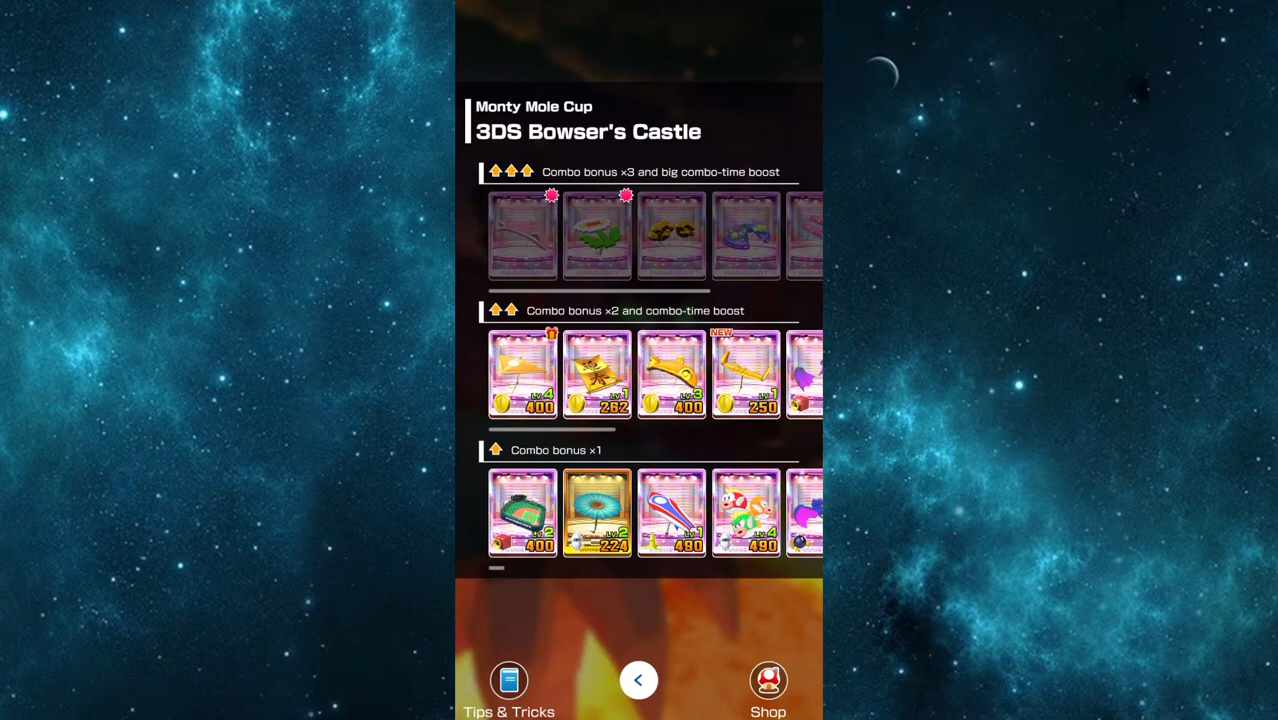 Monty Mole Cup
3DS Bowser's Castle
Combo bonus ×3 and big combo-time boost
Combo bonus ×2 and combo-time boost
NEW
LV.4 LV.1 LV.3 LV.1
400 262 400 250
Combo bonus ×1
LV.2 LV.2 LV.1 LV.4
400 224 490 490
Tips & Tricks
Shop